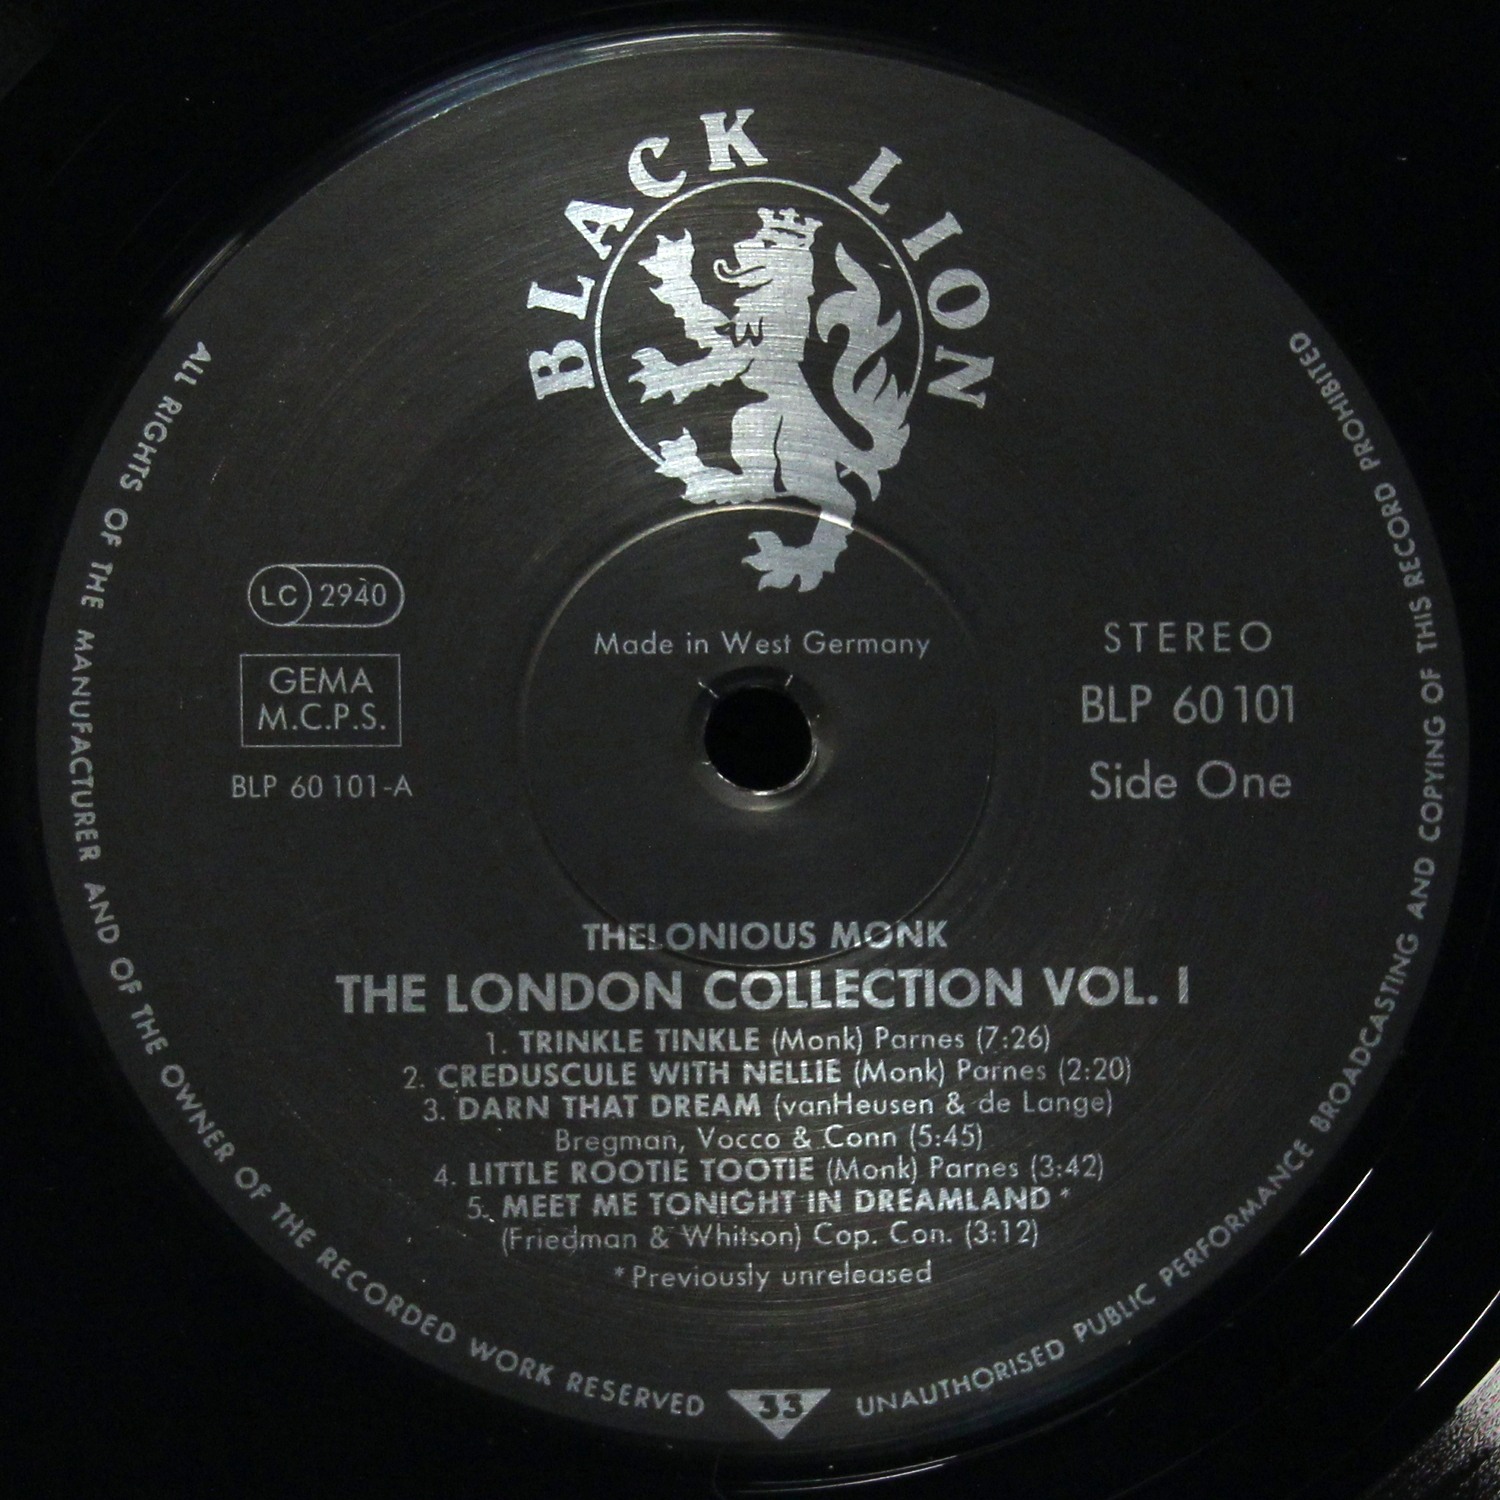 BLACK LION
LC 2940
GEMA
M.C.P.S.
BLP 60 101-A
Made in West Germany
STEREO
BLP 60 101
Side One
THELONIOUS MONK
THE LONDON COLLECTION VOL. I
1. TRINKLE TINKLE (Monk) Parnes (7:26)
2. CREDUSCULE WITH NELLIE (Monk) Parnes (2:20)
3. DARN THAT DREAM (vanHeusen & de Lange)
Bregman, Vocco & Conn (5:45)
4. LITTLE ROOTIE TOOTIE (Monk) Parnes (3:42)
5. MEET ME TONIGHT IN DREAMLAND *
(Friedman & Whitson) Cop. Con. (3:12)
* Previously unreleased
ALL RIGHTS OF THE MANUFACTURER AND OF THE OWNER OF THE RECORDED WORK RESERVED
33
UNAUTHORISED PUBLIC PERFORMANCE BROADCASTING AND COPYING OF THIS RECORD PROHIBITED